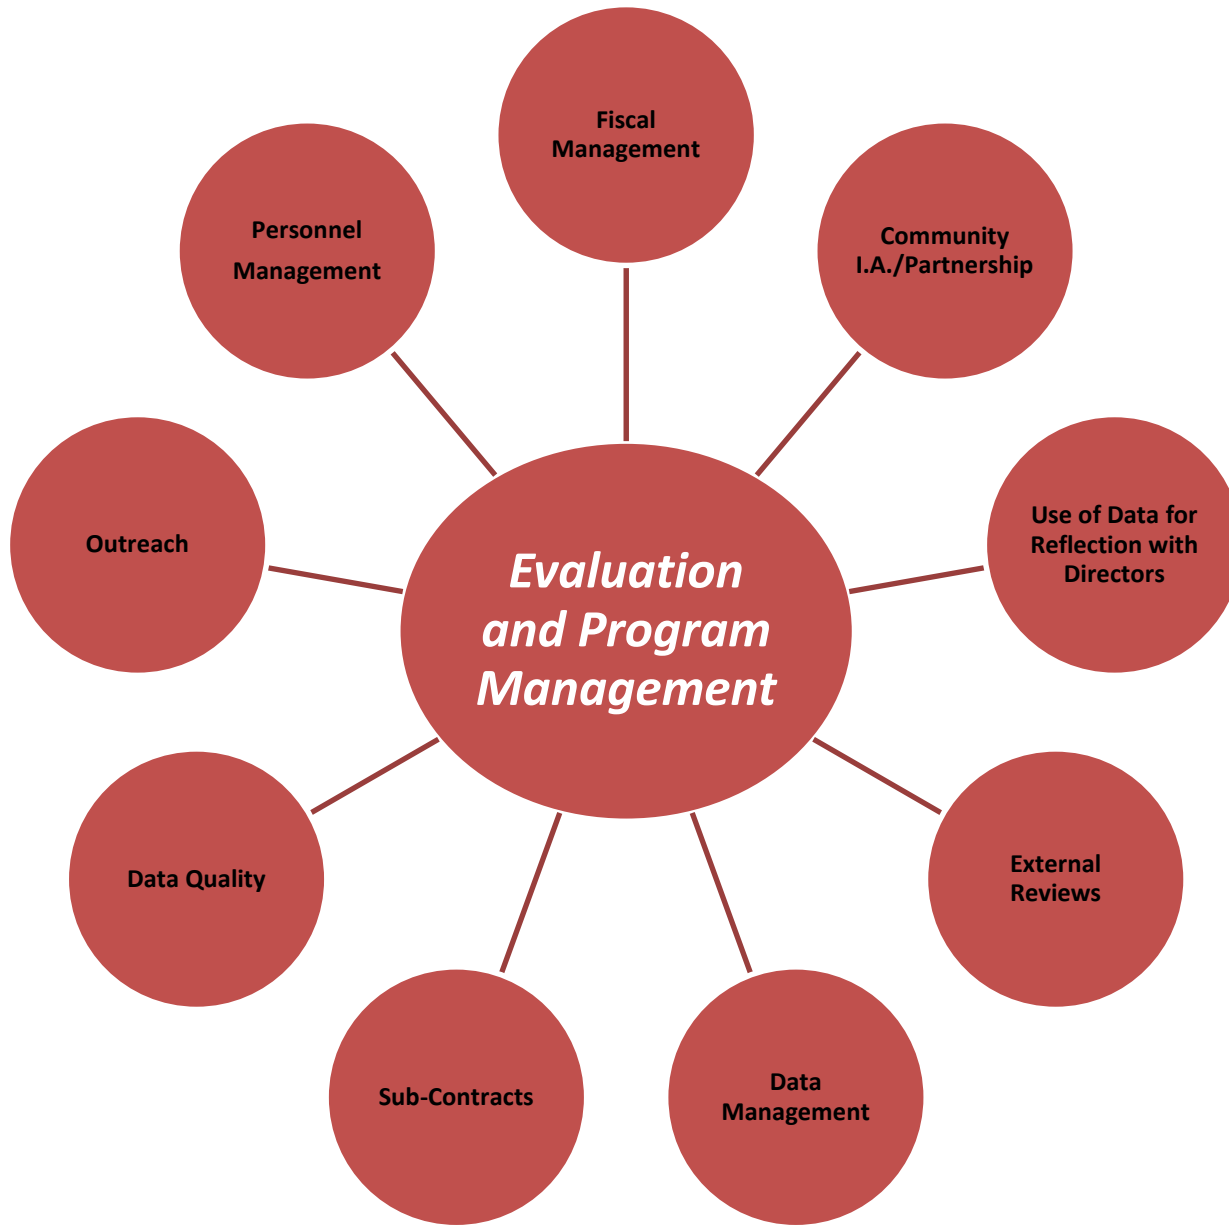 Fiscal
Management
Community
I.A./Partnership
Use of Data for
Reflection with
Directors
External
Reviews
Data
Management
Sub-Contracts
Data Quality
Outreach
Personnel
Management
Evaluation
and Program
Management